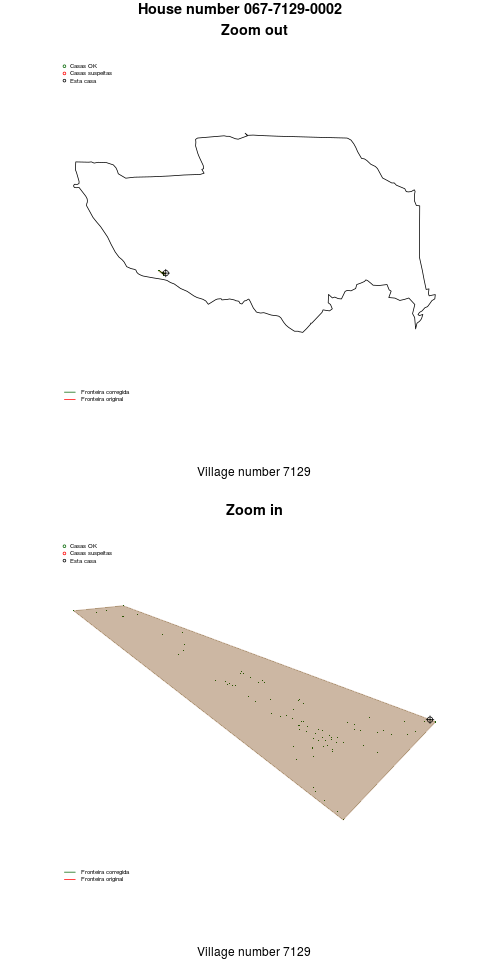 House number 067-7129-0002
Zoom out
Casas OK
Casas suspeitas
Esta casa
Fronteira corregida
Fronteira original
Village number 7129
Zoom in
Casas OK
Casas suspeitas
Esta casa
Fronteira corregida
Fronteira original
Village number 7129